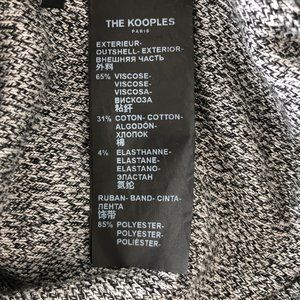 THE KOOPLES
PARIS
EXTERIEUR-
OUTSHELL- EXTERIOR-
ВНЕШНЯЯ ЧАСТЬ
外料
65% VISCOSE-
VISCOSE-
VISCOSA-
ВИСКОЗА
粘纤
31% COTON- COTTON-
ALGODÓN-
ХЛОПОК
棉
4% ELASTHANNE-
ELASTANE-
ELASTANO-
ЭЛАСТАН
氨纶
RUBAN- BAND- CINTA-
ЛЕНТА
饰带
85% POLYESTER-
POLYESTER-
POLIÉSTER-